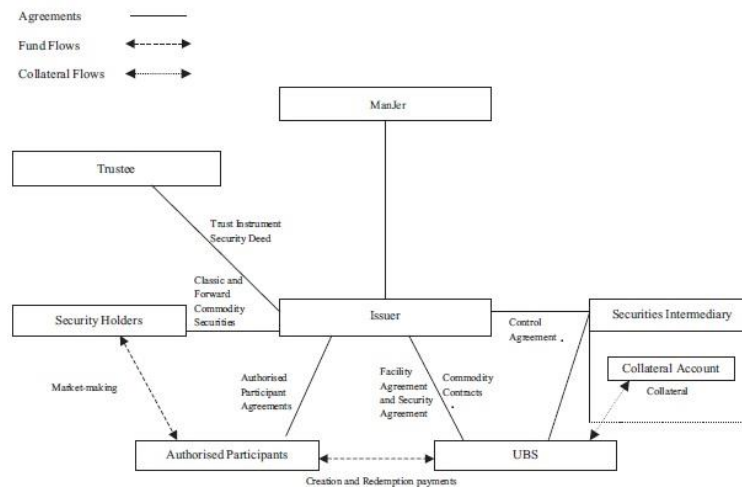 Agreements
Fund Flows
Collateral Flows
ManJer
Trustee
Trust Instrument
Security Deed
Classic and
Forward
Commodity
Securities
Security Holders
Issuer
Securities Intermediary
Control
Agreement
Collateral Account
Collateral
Market-making
Authorised
Participant
Agreements
Facility
Agreement
and Security
Agreement
Commodity
Contracts
Authorised Participants
UBS
Creation and Redemption payments